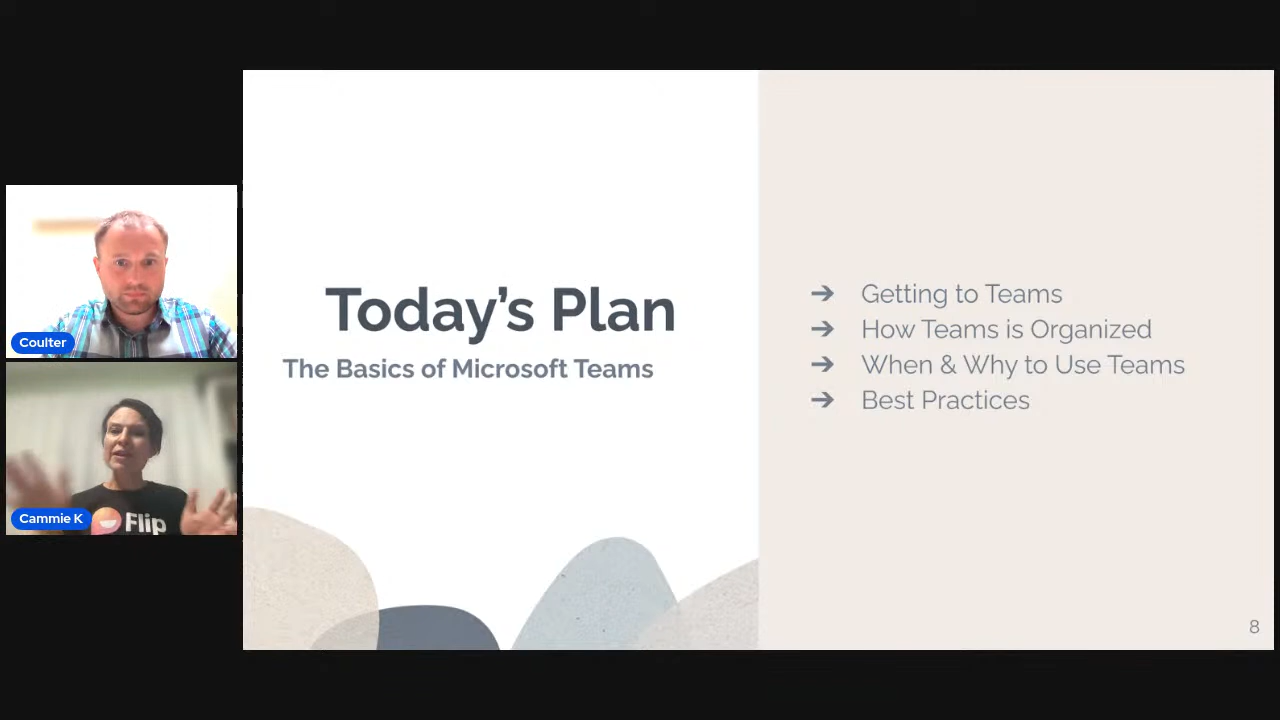 Coulter
Cammie K
Flip
Today’s Plan
The Basics of Microsoft Teams
➔ Getting to Teams
➔ How Teams is Organized
➔ When & Why to Use Teams
➔ Best Practices
8